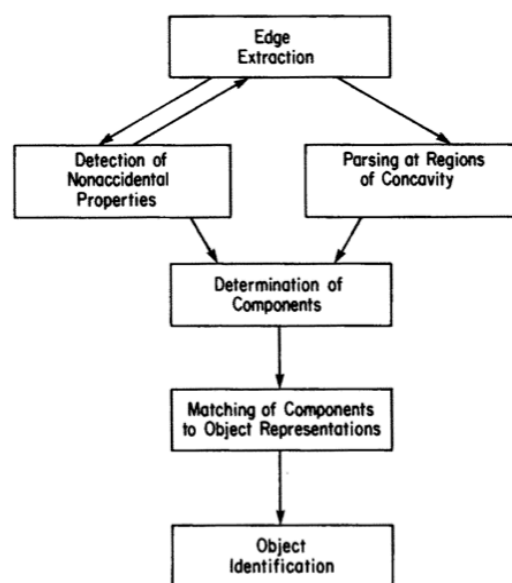 Edge
Extraction
Detection of
Nonaccidental
Properties
Parsing at Regions
of Concavity
Determination of
Components
Matching of Components
to Object Representations
Object
Identification